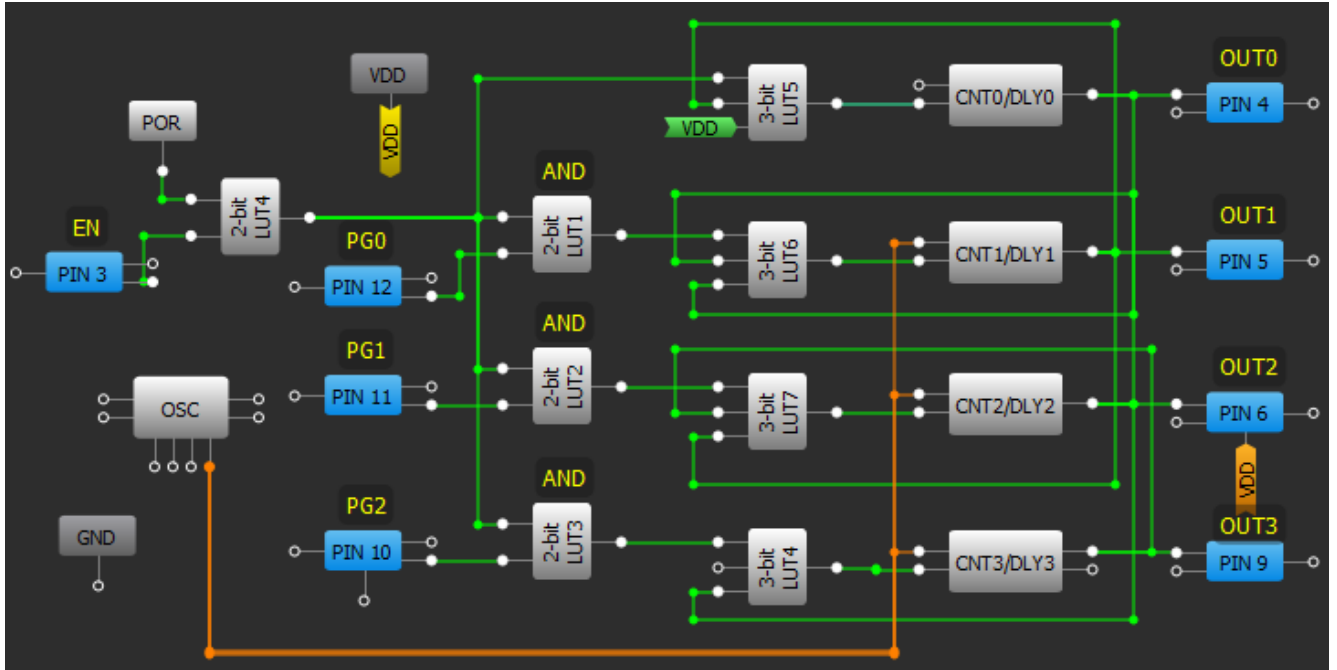 OUT0
VDD
3-bit
LUT5
CNT0/DLY0
PIN 4
POR
VDD
VDD
AND
2-bit
LUT4
2-bit
LUT1
OUT1
EN
PG0
3-bit
LUT6
CNT1/DLY1
PIN 5
PIN 3
PIN 12
AND
PG1
2-bit
LUT2
OUT2
PIN 11
3-bit
LUT7
CNT2/DLY2
PIN 6
OSC
VDD
AND
PG2
2-bit
LUT3
OUT3
GND
PIN 10
3-bit
LUT4
CNT3/DLY3
PIN 9